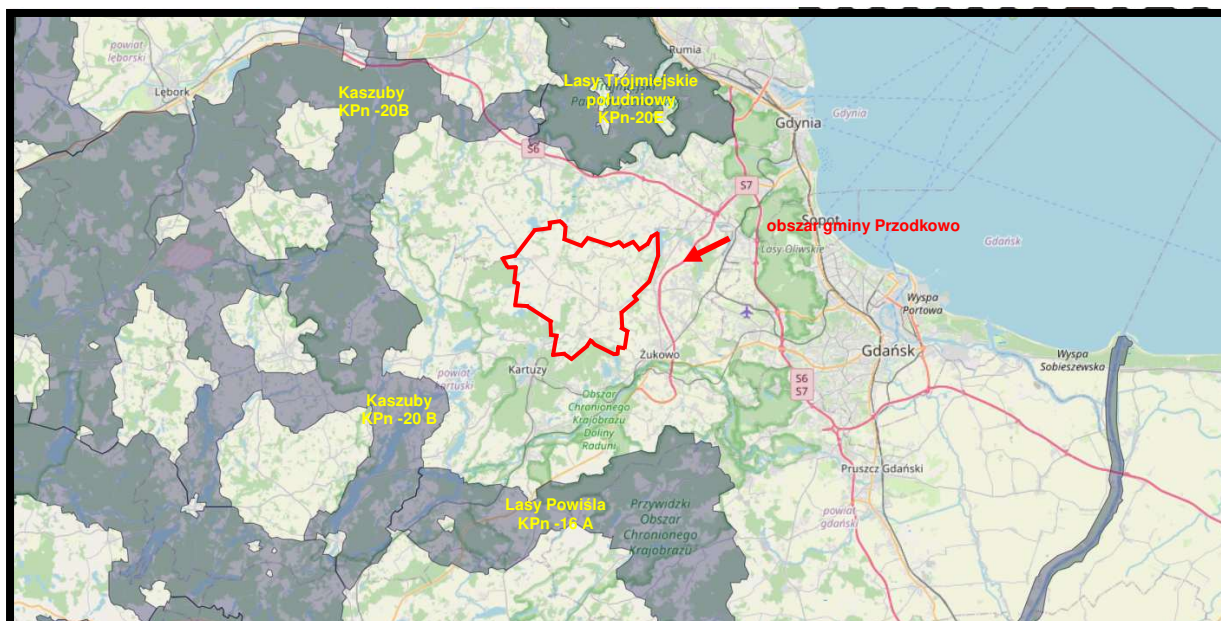 powiat
lęborski
Lębork
Kaszuby
KPn -20B
Lasy Trójmiejskie
południowy
KPn-20E
Rumia
Gdynia
Gdynia
S6
S7
Sopot
obszar gminy Przodkowo
Lasy Oliwskie
Gdańsk
Wyspa
Portowa
Gdańsk
Wyspa
Sobieszewska
Żukowo
Kartuzy
powiat
kartuski
Kaszuby
KPn -20 B
Obszar
Chronionego
Krajobrazu
Doliny
Raduni
S6
S7
Pruszcz Gdański
powiat
gdański
Lasy Powiśla
KPn -16 A
Przywidzki
Obszar
Chronionego
Krajobrazu